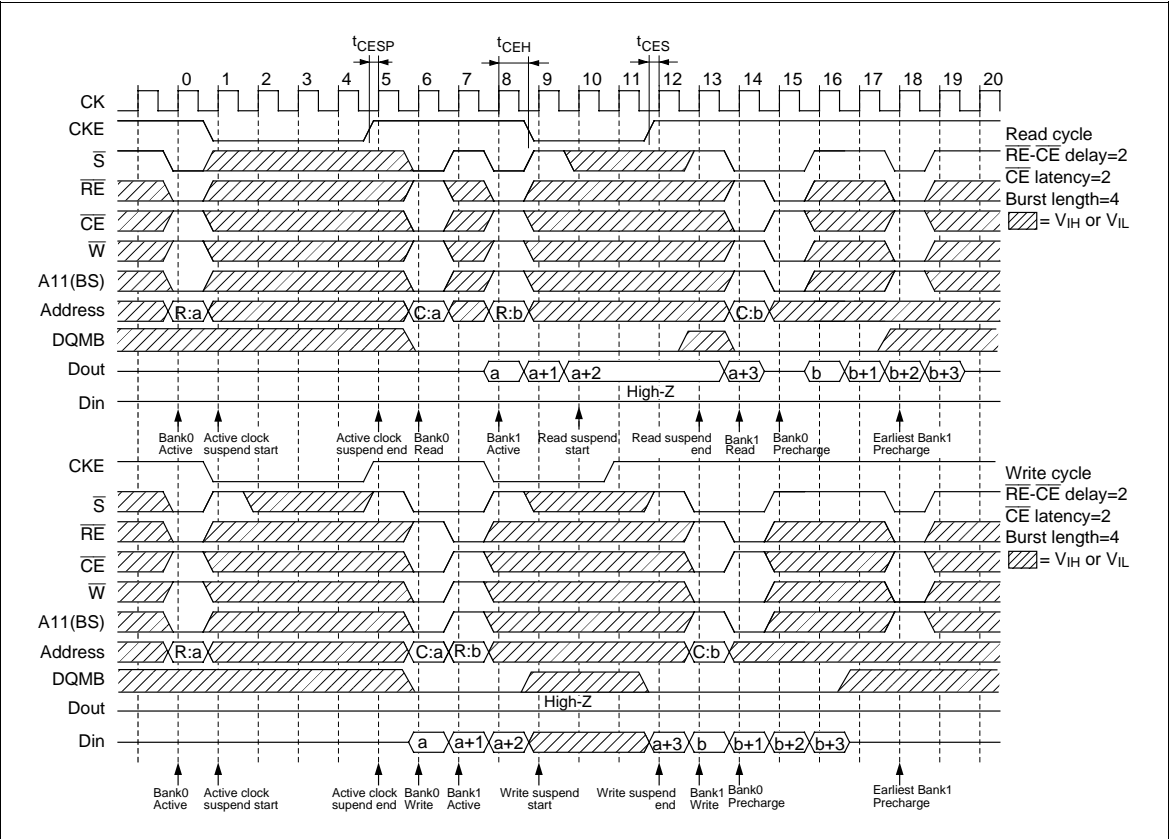 tCESP tCEH tCES
0 1 2 3 4 5 6 7 8 9 10 11 12 13 14 15 16 17 18 19 20
CK
CKE
S
RE
CE
W
A11(BS)
Address R:a C:a R:b C:b
DQMB
Dout a a+1 a+2 a+3 b b+1 b+2 b+3
High-Z
Din
Read cycle
RE-CE delay=2
CE latency=2
Burst length=4
= VIH or VIL
Bank0 Active
Active clock suspend start
Active clock suspend end
Bank0 Read
Bank1 Active
Read suspend start
Read suspend end
Bank1 Read
Bank0 Precharge
Earliest Bank1 Precharge
CKE
S
RE
CE
W
A11(BS)
Address R:a C:a R:b C:b
DQMB
High-Z
Dout
Din a a+1 a+2 a+3 b b+1 b+2 b+3
Write cycle
RE-CE delay=2
CE latency=2
Burst length=4
= VIH or VIL
Bank0 Active
Active clock suspend start
Active clock supend end
Bank0 Write
Bank1 Active
Write suspend start
Write suspend end
Bank1 Write
Bank0 Precharge
Earliest Bank1 Precharge